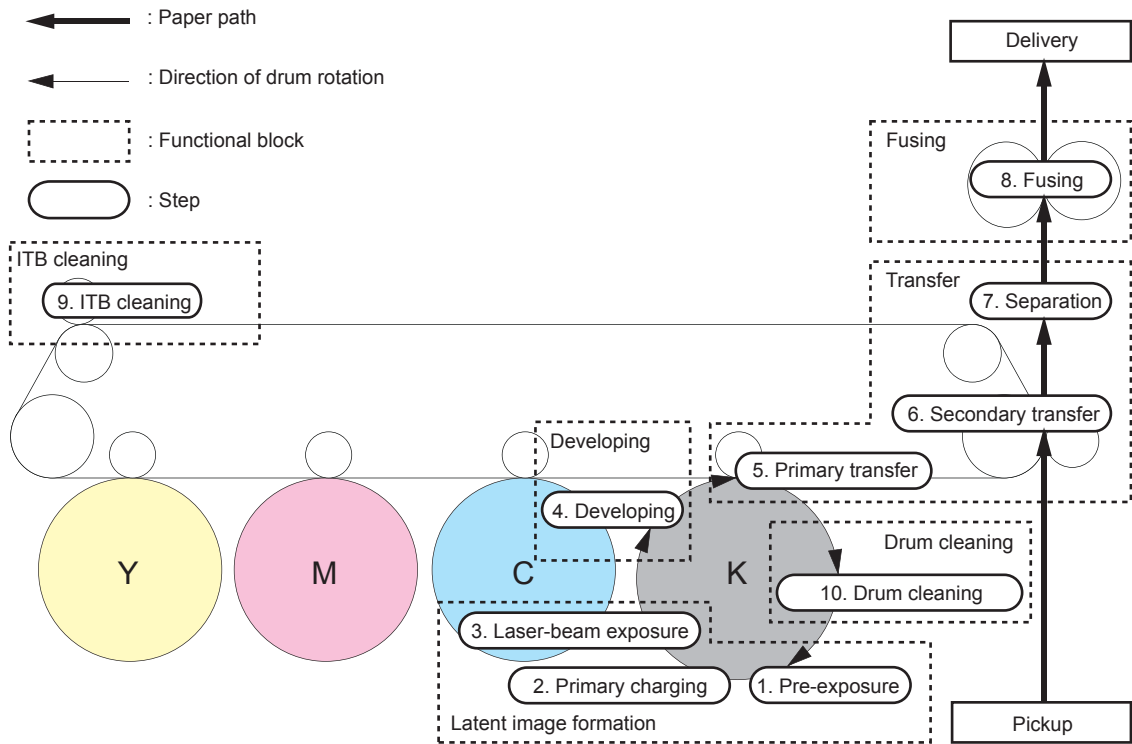 : Paper path
Delivery
: Direction of drum rotation
: Functional block
Fusing
8. Fusing
: Step
ITB cleaning
9. ITB cleaning
Transfer
7. Separation
6. Secondary transfer
Developing
5. Primary transfer
4. Developing
Drum cleaning
Y
M
C
K
10. Drum cleaning
3. Laser-beam exposure
2. Primary charging
1. Pre-exposure
Latent image formation
Pickup